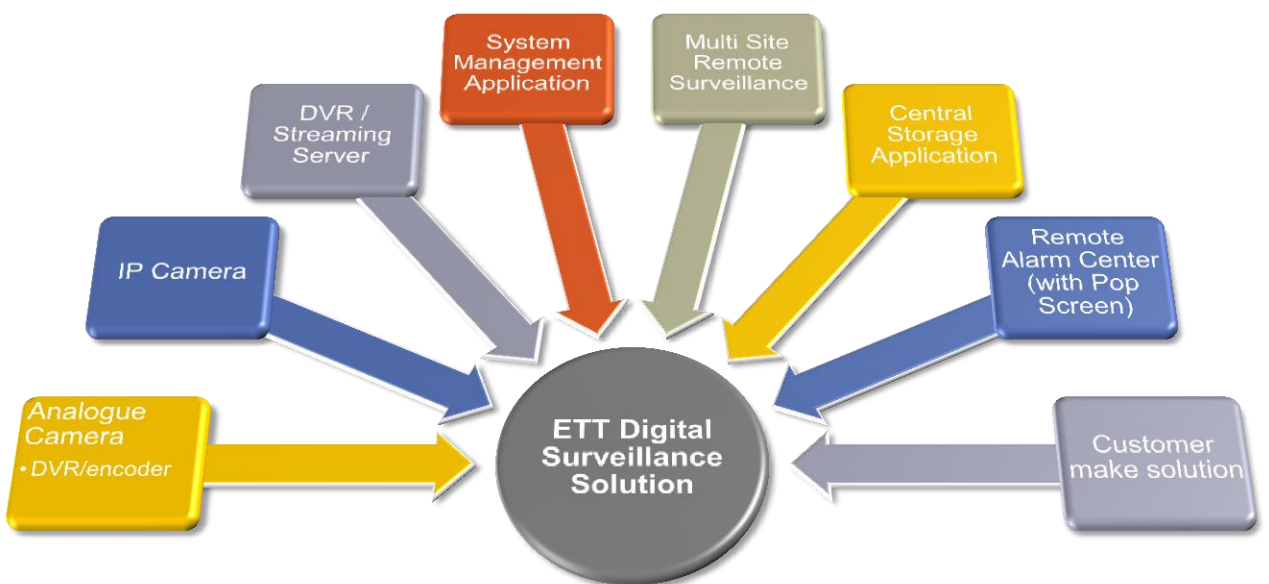 System
Management
Application
Multi Site
Remote
Surveillance
DVR /
Streaming
Server
Central
Storage
Application
IP Camera
Remote
Alarm Center
(with Pop
Screen)
Analogue
Camera
• DVR/encoder
Customer
make solution
ETT Digital
Surveillance
Solution